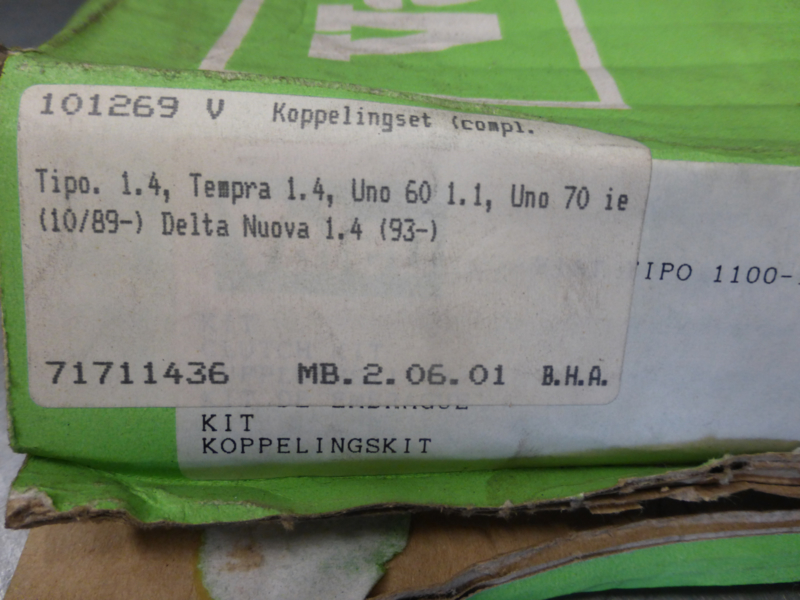 101269 V Koppelingset (compl.
Tipo. 1.4, Tempra 1.4, Uno 60 1.1, Uno 70 ie
(10/89-) Delta Nuova 1.4 (93-)
TIPO 1100-
71711436 MB.2.06.01 B.H.A.
KIT
KOPPELINGSKIT